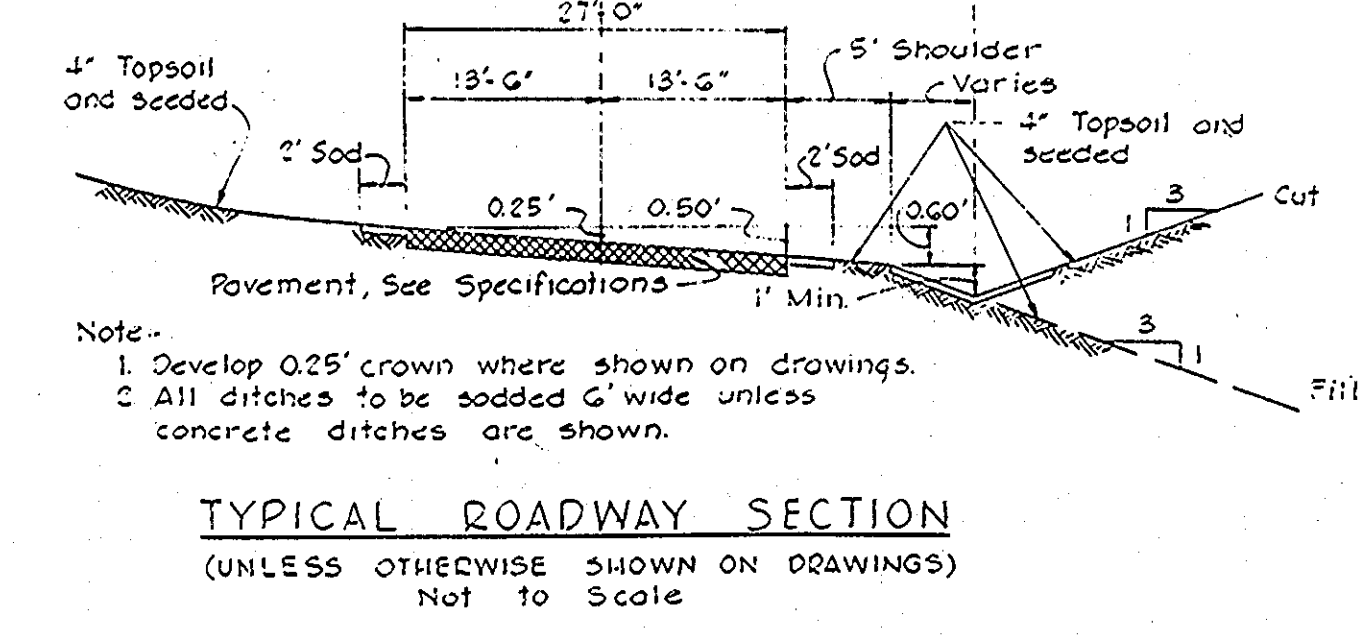 27'-0"
4" Topsoil
and seeded
13'-6"
13'-6"
5' Shoulder
Varies
4" Topsoil and
seeded
2' Sod
2' Sod
0.25'
0.50'
0.60'
1
3
Cut
Pavement, See Specifications
1' Min.
3
1
Fill
Note:-
1. Develop 0.25' crown where shown on drawings.
2 All ditches to be sodded 6' wide unless
concrete ditches are shown.
TYPICAL ROADWAY SECTION
(UNLESS OTHERWISE SHOWN ON DRAWINGS)
Not to Scale